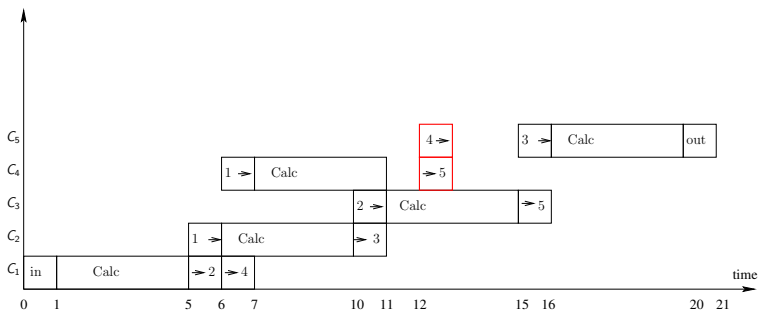 C5 4→ 3→ Calc out
C4 1→ Calc →5
C3 2→ Calc →5
C2 1→ Calc →3
C1 in Calc →2 →4
time
0 1 5 6 7 10 11 12 15 16 20 21